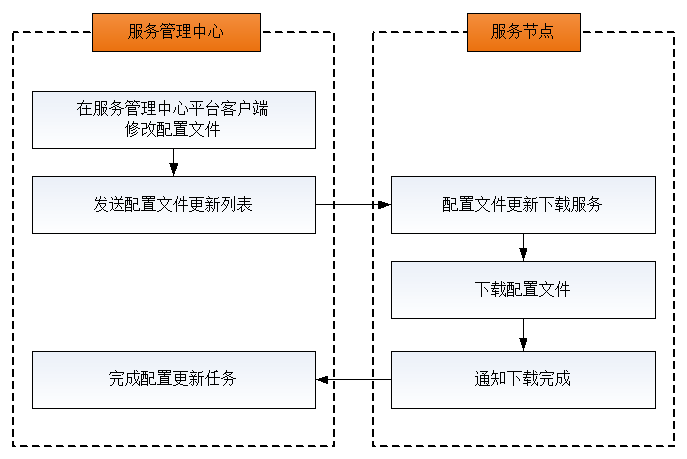 服务管理中心
服务节点
在服务管理中心平台客户端
修改配置文件
发送配置文件更新列表
配置文件更新下载服务
下载配置文件
完成配置更新任务
通知下载完成